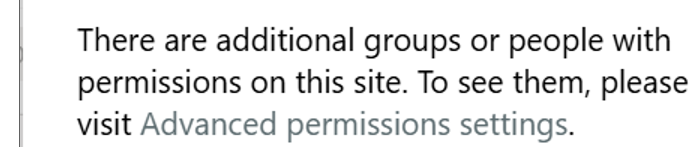 There are additional groups or people with
permissions on this site. To see them, please
visit Advanced permissions settings.